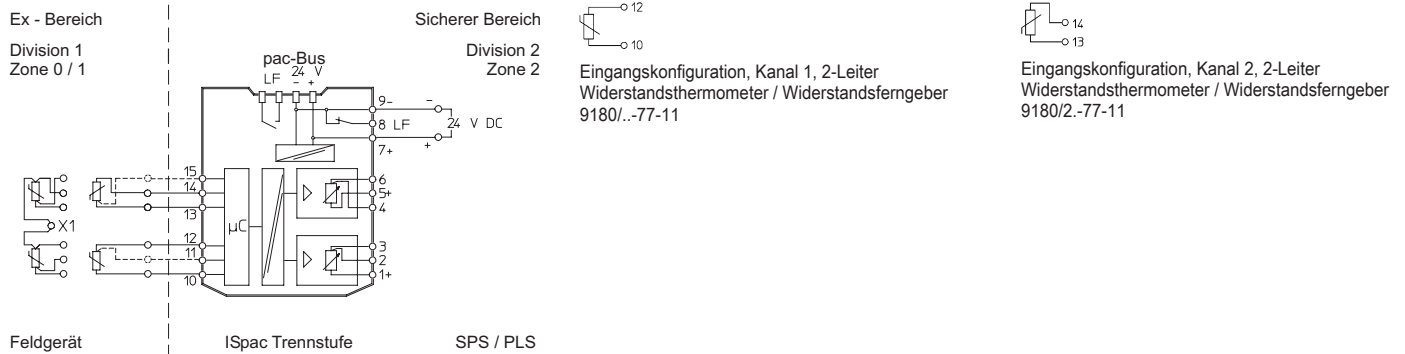 Ex - Bereich
Sicherer Bereich
Division 1
Zone 0 / 1
Division 2
Zone 2
pac-Bus
LF 24 V
- +
9-
8 LF
7+
-
24 V DC
+
15
14
13
12
11
10
X1
µC
6
5+
4
3
2
1+
Feldgerät
ISpac Trennstufe
SPS / PLS
12
10
Eingangskonfiguration, Kanal 1, 2-Leiter
Widerstandsthermometer / Widerstandsferngeber
9180/..-77-11
14
13
Eingangskonfiguration, Kanal 2, 2-Leiter
Widerstandsthermometer / Widerstandsferngeber
9180/2.-77-11